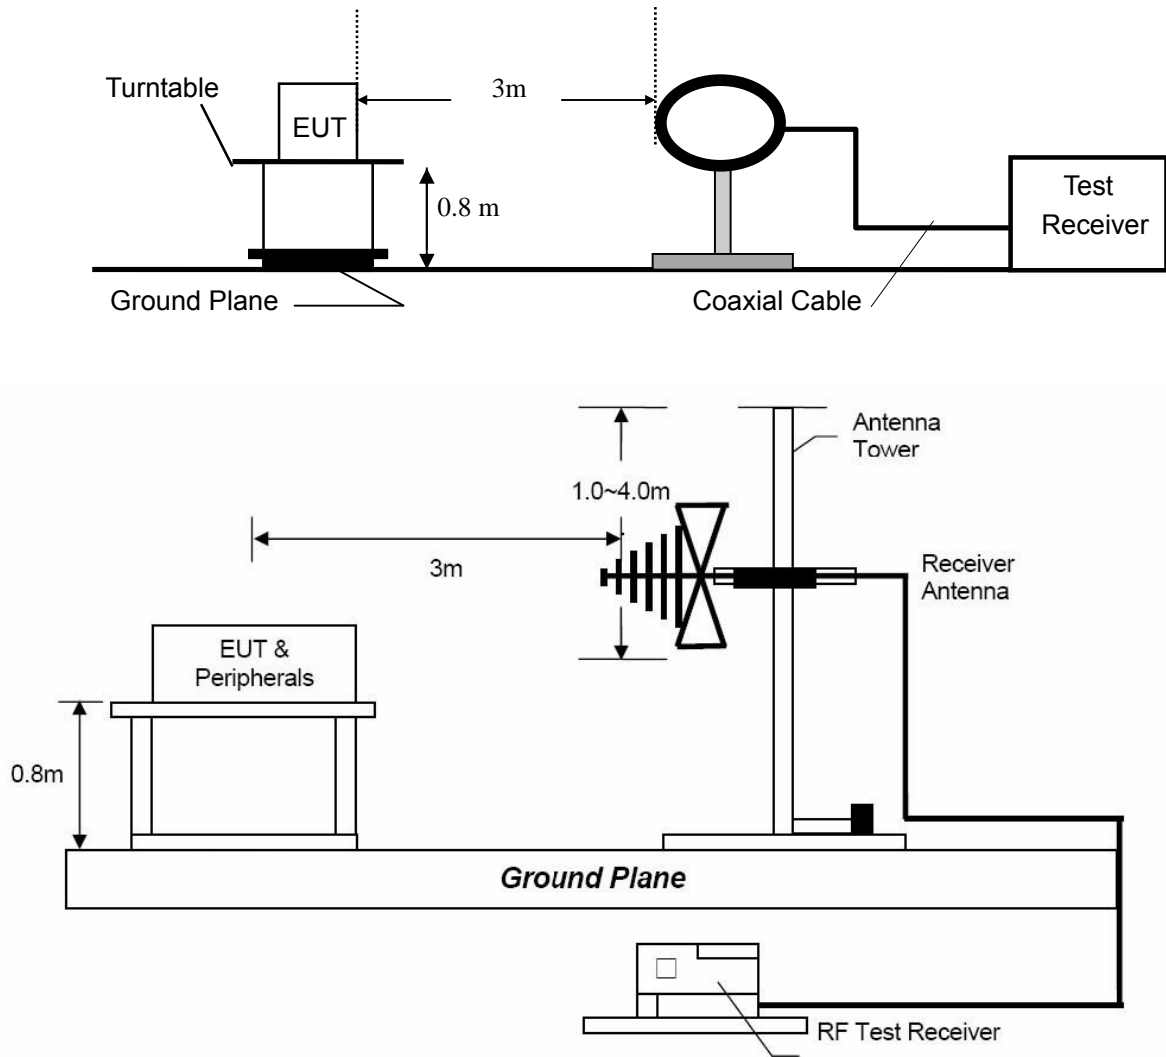 Turntable
EUT
3m
0.8 m
Test
Receiver
Ground Plane
Coaxial Cable
Antenna
Tower
1.0~4.0m
3m
Receiver
Antenna
EUT &
Peripherals
0.8m
Ground Plane
RF Test Receiver